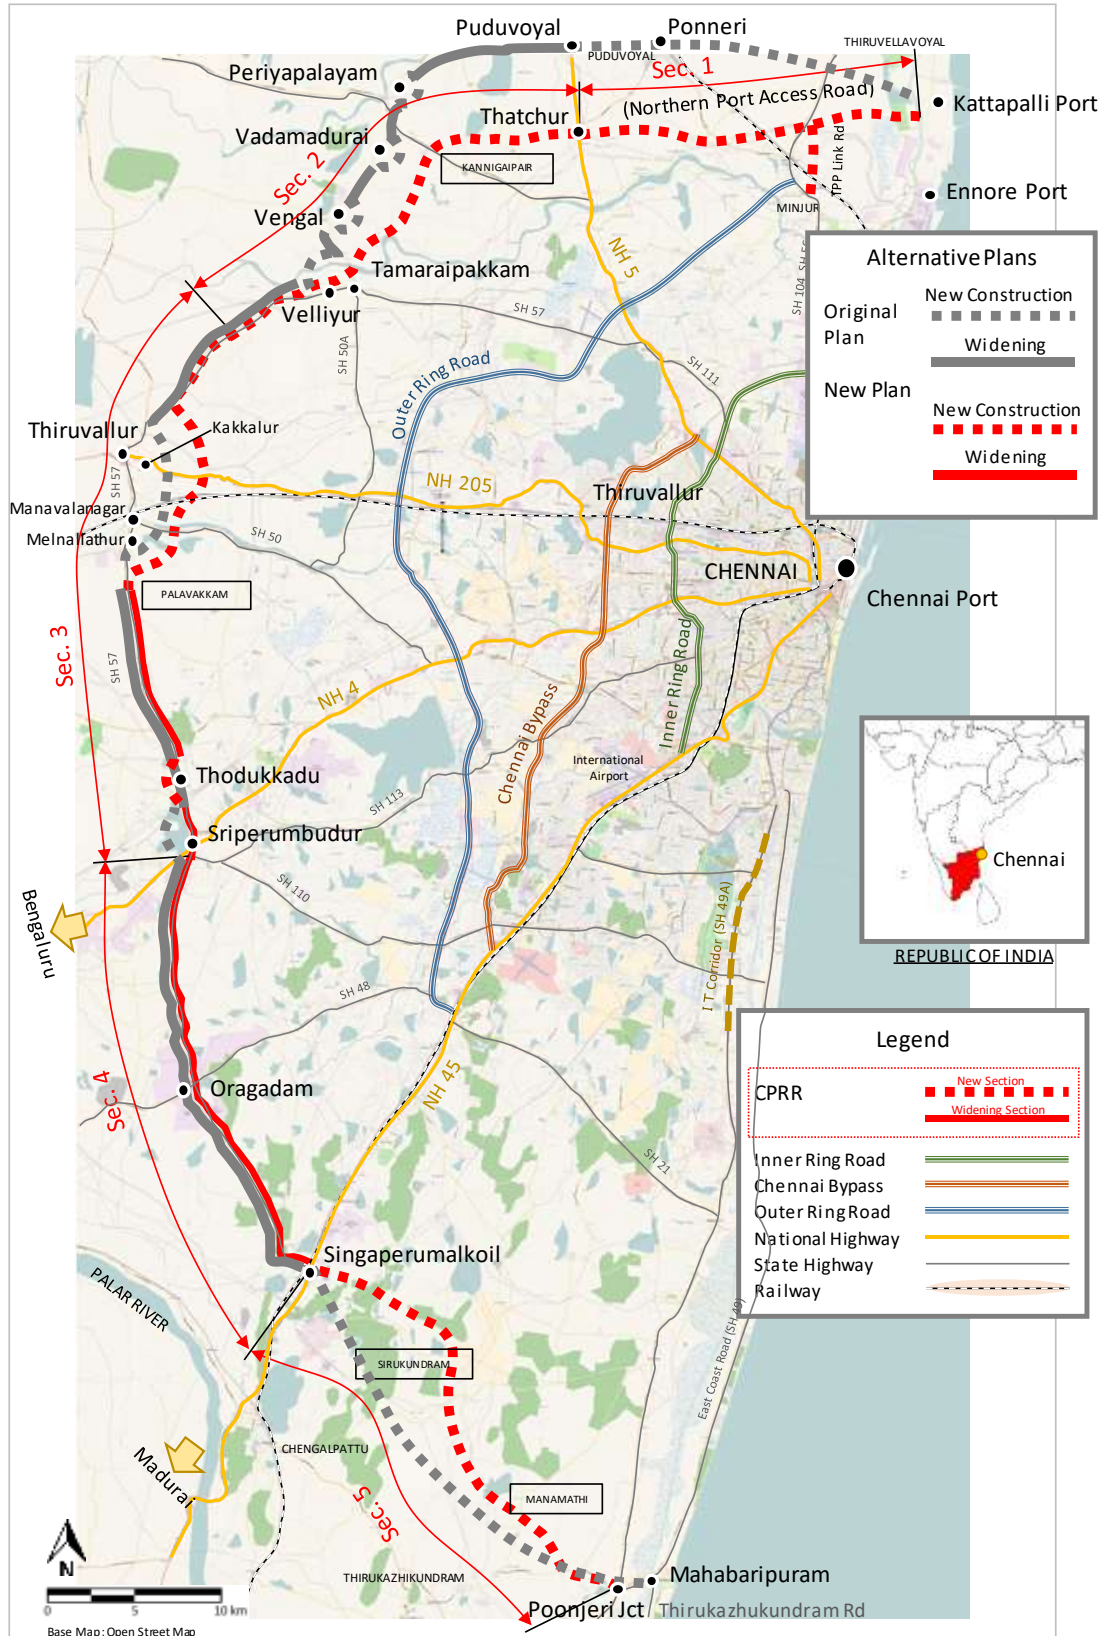 Puduvoyal
Ponneri
PUDUVOYAL
THIRUVELLAVOYAL
Sec. 1
Periyapalayam
(Northern Port Access Road)
Kattapalli Port
Thatchur
Vadamadurai
TPP Link Rd
KANNIGAIPAIR
Sec. 2
Ennore Port
MINJUR
Vengal
NH 5
SH 104
Tamaraipakkam
Velliyur
SH 57
SH 50A
SH 111
Alternative Plans
New Construction
Original
Plan
Widening
New Plan
New Construction
Widening
Outer Ring Road
Thiruvallur
Kakkalur
SH 57
NH 205
Thiruvallur
Manavalanagar
Melnallathur
SH 50
CHENNAI
PALAVAKKAM
Chennai Port
Sec. 3
SH 57
Inner Ring Road
NH 4
Chennai Bypass
International
Airport
Thodukkadu
SH 113
Sriperumbudur
Chennai
SH 110
Bengaluru
I T Corridor (SH 49A)
REPUBLIC OF INDIA
SH 48
Legend
CPRR
New Section
Widening Section
Inner Ring Road
Chennai Bypass
Outer Ring Road
National Highway
State Highway
Railway
Oragadam
Sec. 4
NH 45
SH 21
Singaperumalkoil
PALAR RIVER
East Coast Road (SH 49)
SIRUKUNDRAM
CHENGALPATTU
Madurai
MANAMATHI
Sec. 5
N
THIRUKAZHIKUNDRAM
Mahabaripuram
Poonjeri Jct
Thirukazhukundram Rd
0 5 10 km
Base Map: Open Street Map